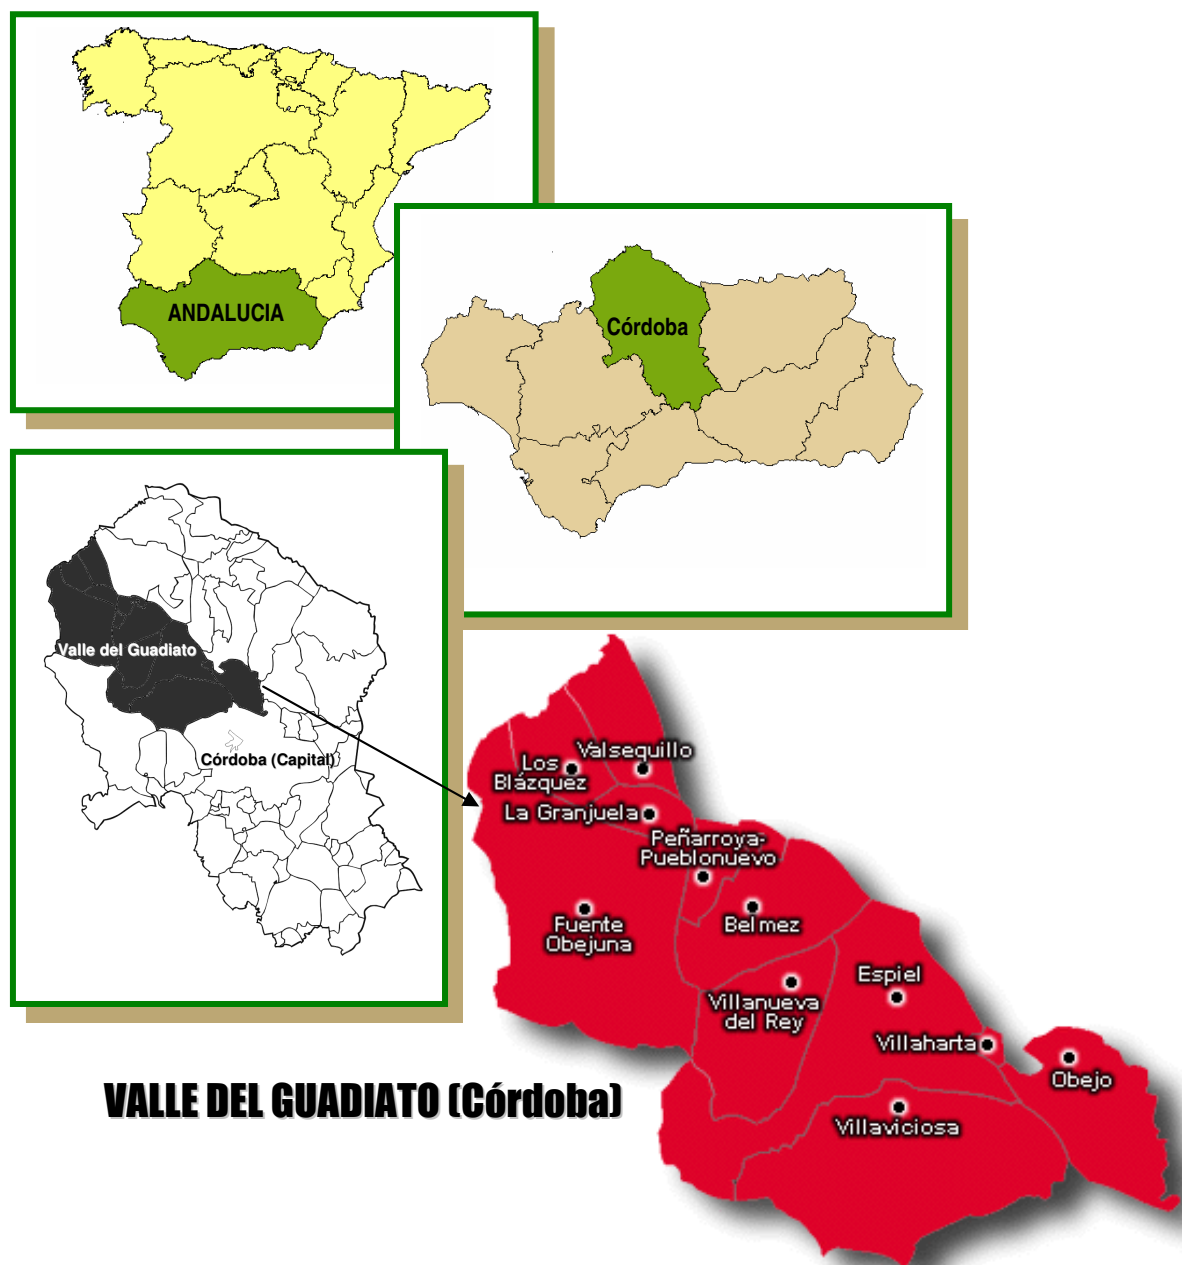 ANDALUCIA
Córdoba
Valle del Guadiato
Córdoba (Capital)
Los
Blázquez
Valsequillo
La Granjuela
Peñarroya-
Pueblonuevo
Fuente
Obejuna
Belmez
Villanueva
del Rey
Espiel
Villaharta
Obejo
Villaviciosa
VALLE DEL GUADIATO (Córdoba)